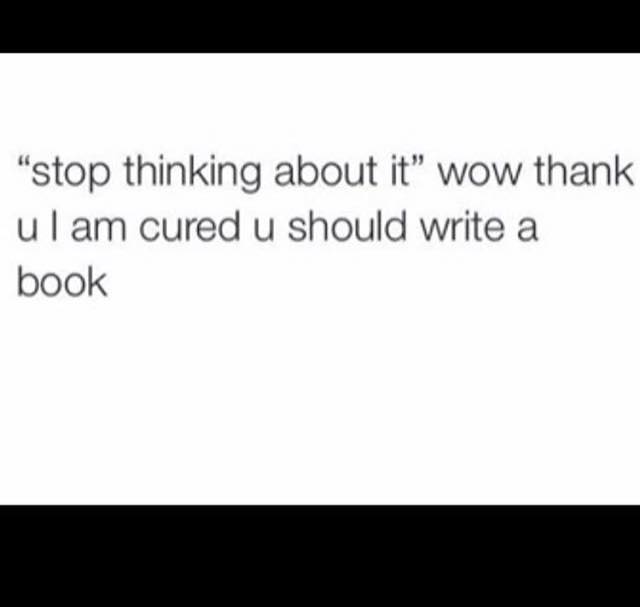 “stop thinking about it” wow thank
u I am cured u should write a
book